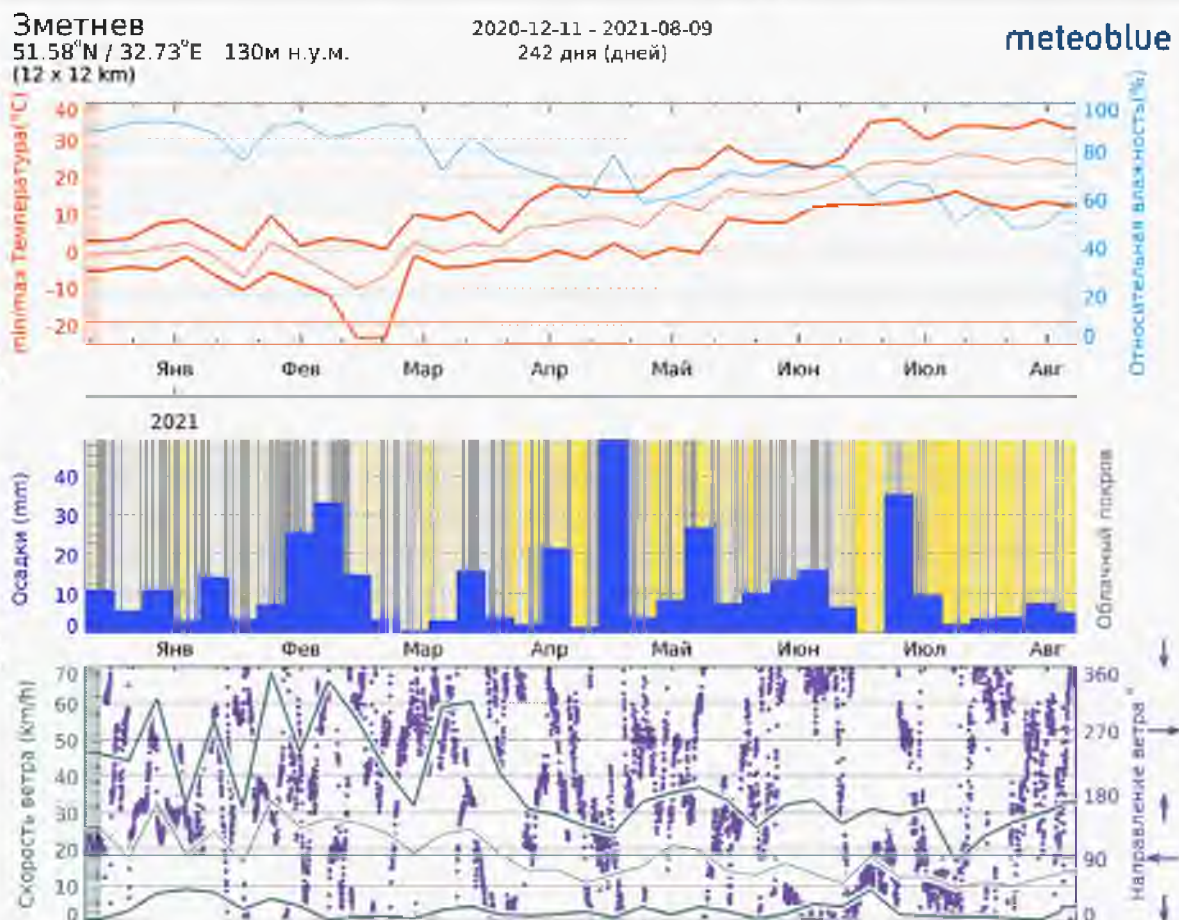 Зметнев
2020-12-11 - 2021-08-09
meteoblue
51.58°N / 32.73°E 130м н.у.м.
242 дня (дней)
(12 x 12 km)
min/max Температура(°C)
40
30
20
10
0
-10
-20
100
80
60
40
20
0
Относительная влажность(%)
Янв Фев Мар Апр Май Июн Июл Авг
2021
Осадки (mm)
40
30
20
10
0
Облачный покров
Янв Фев Мар Апр Май Июн Июл Авг
Скорость ветра (km/h)
70
60
50
40
30
20
10
0
360
270
180
90
0
Направление ветра°